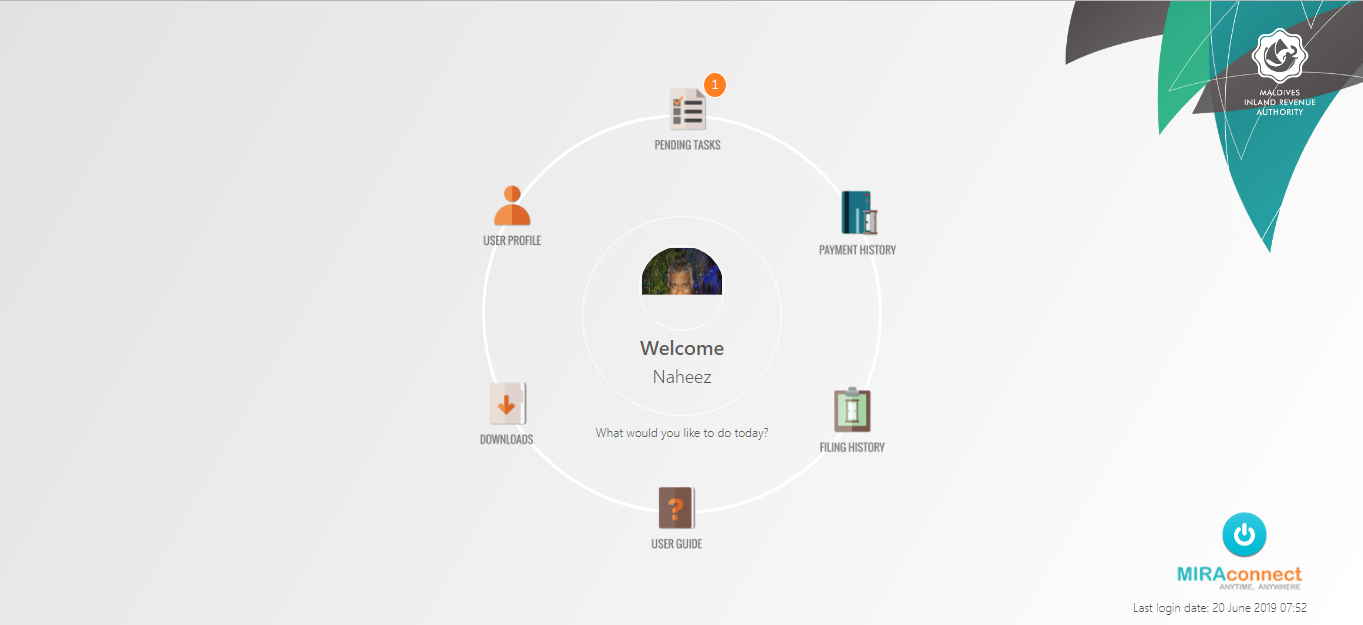 MALDIVES
INLAND REVENUE
AUTHORITY
1
PENDING TASKS
USER PROFILE
PAYMENT HISTORY
Welcome
Naheez
What would you like to do today?
DOWNLOADS
FILING HISTORY
?
USER GUIDE
MIRAconnect
ANYTIME, ANYWHERE
Last login date: 20 June 2019 07:52